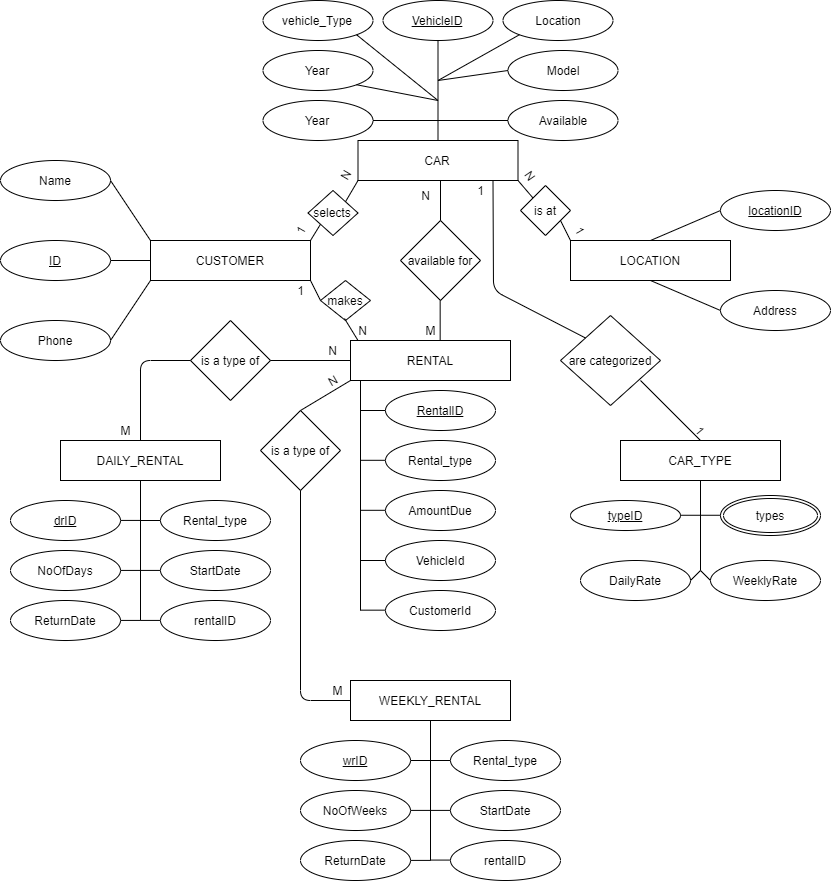 vehicle_Type
VehicleID
Location
Year
Model
Year
Available
CAR
Name
N
N
1
N
selects
is at
locationID
1
1
ID
CUSTOMER
available for
LOCATION
1
makes
Phone
Address
N
M
is a type of
N
RENTAL
are categorized
N
M
RentalID
1
is a type of
DAILY_RENTAL
Rental_type
CAR_TYPE
drID
Rental_type
AmountDue
typeID
types
NoOfDays
StartDate
VehicleId
DailyRate
WeeklyRate
ReturnDate
rentalID
CustomerId
M
WEEKLY_RENTAL
wrID
Rental_type
NoOfWeeks
StartDate
ReturnDate
rentalID